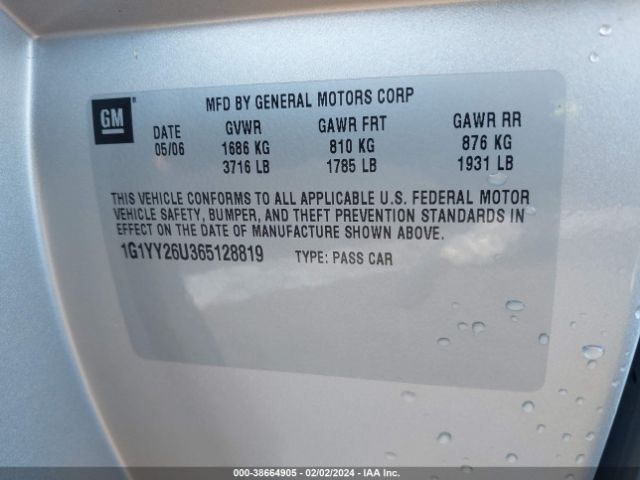 GM ®
MFD BY GENERAL MOTORS CORP
DATE GVWR GAWR FRT GAWR RR
05/06 1686 KG 810 KG 876 KG
3716 LB 1785 LB 1931 LB
THIS VEHICLE CONFORMS TO ALL APPLICABLE U.S. FEDERAL MOTOR
VEHICLE SAFETY, BUMPER, AND THEFT PREVENTION STANDARDS IN
EFFECT ON THE DATE OF MANUFACTURE SHOWN ABOVE.
1G1YY26U365128819 TYPE: PASS CAR
000-38664905 - 02/02/2024 - IAA Inc.